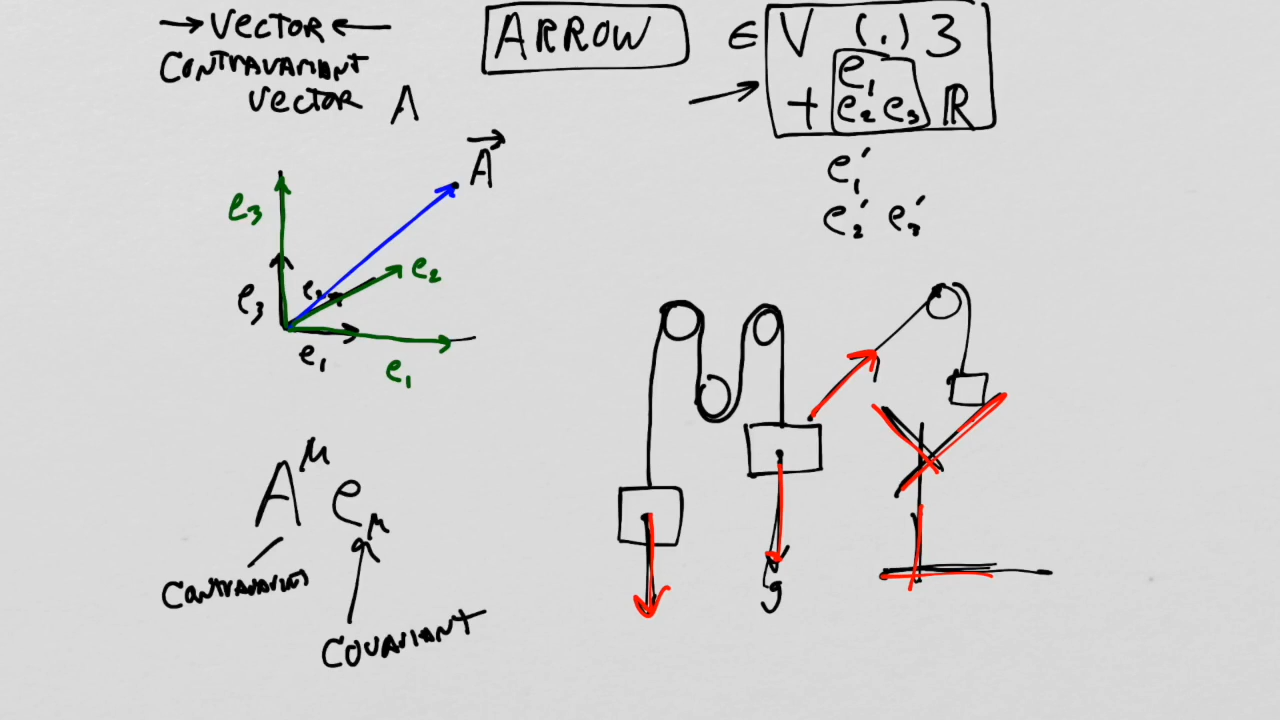 → VECTOR ←
CONTRAVARIANT
VECTOR A
ARROW
∈ V (.) 3
e₁
+ e₂ e₃ ℝ
e₁′
e₂′ e₃′
A
e₃
e₂
e₂
e₃
e₁
e₁
A^μ e_μ
CONTRAVARIANT
COVARIANT
g